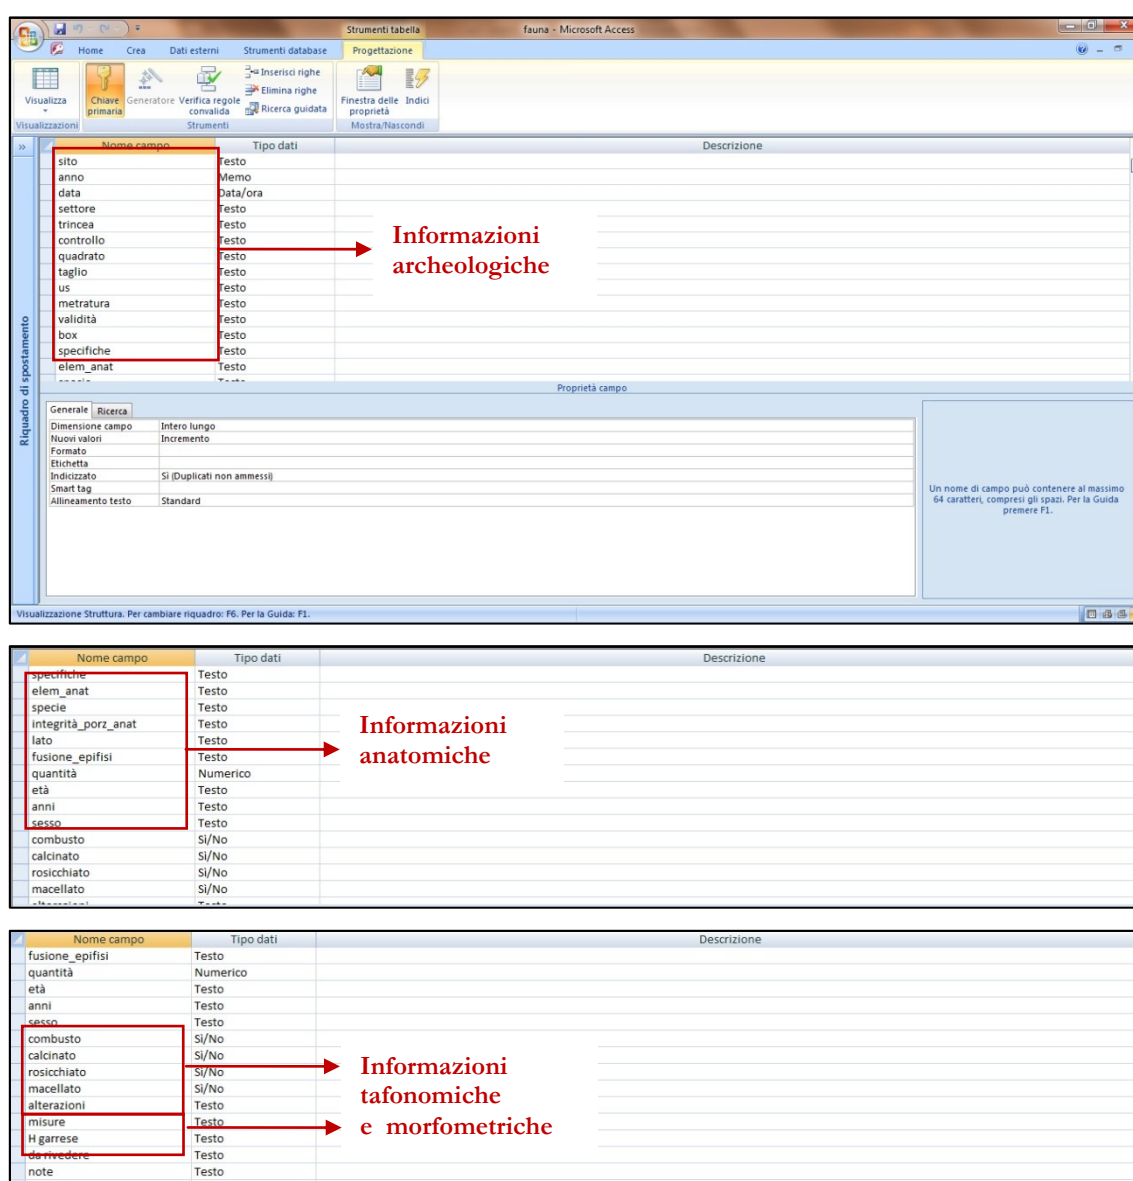 Strumenti tabella fauna - Microsoft Access
Home Crea Dati esterni Strumenti database Progettazione
Visualizza
Visualizzazioni
Chiave primaria
Generatore
Verifica regole convalida
Inserisci righe
Elimina righe
Ricerca guidata
Strumenti
Finestra delle proprietà
Indici
Mostra/Nascondi
»
Riquadro di spostamento
Nome campo Tipo dati Descrizione
sito Testo
anno Memo
data Data/ora
settore Testo
trincea Testo
controllo Testo
quadrato Testo
taglio Testo
us Testo
metratura Testo
validità Testo
box Testo
specifiche Testo
elem_anat Testo
specie Testo
Informazioni
archeologiche
Proprietà campo
Generale Ricerca
Dimensione campo Intero lungo
Nuovi valori Incremento
Formato
Etichetta
Indicizzato Sì (Duplicati non ammessi)
Smart tag
Allineamento testo Standard
Un nome di campo può contenere al massimo
64 caratteri, compresi gli spazi. Per la Guida
premere F1.
Visualizzazione Struttura. Per cambiare riquadro: F6. Per la Guida: F1.
Nome campo Tipo dati Descrizione
specifiche Testo
elem_anat Testo
specie Testo
integrità_porz_anat Testo
lato Testo
fusione_epifisi Testo
quantità Numerico
età Testo
anni Testo
sesso Testo
combusto Sì/No
calcinato Sì/No
rosicchiato Sì/No
macellato Sì/No
alterazioni Testo
Informazioni
anatomiche
Nome campo Tipo dati Descrizione
fusione_epifisi Testo
quantità Numerico
età Testo
anni Testo
sesso Testo
combusto Sì/No
calcinato Sì/No
rosicchiato Sì/No
macellato Sì/No
alterazioni Testo
misure Testo
H garrese Testo
da rivedere Testo
note Testo
Informazioni
tafonomiche
e morfometriche